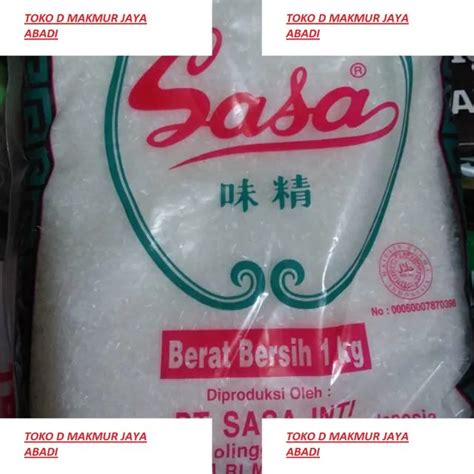 TOKO D MAKMUR JAYA
ABADI
TOKO D MAKMUR JAYA
ABADI
Sasa®
味精
No : 00060007870398
Berat Bersih 1 kg
Diproduksi Oleh :
PT SASA INTI
TOKO D MAKMUR JAYA
ABADI
TOKO D MAKMUR JAYA
ABADI